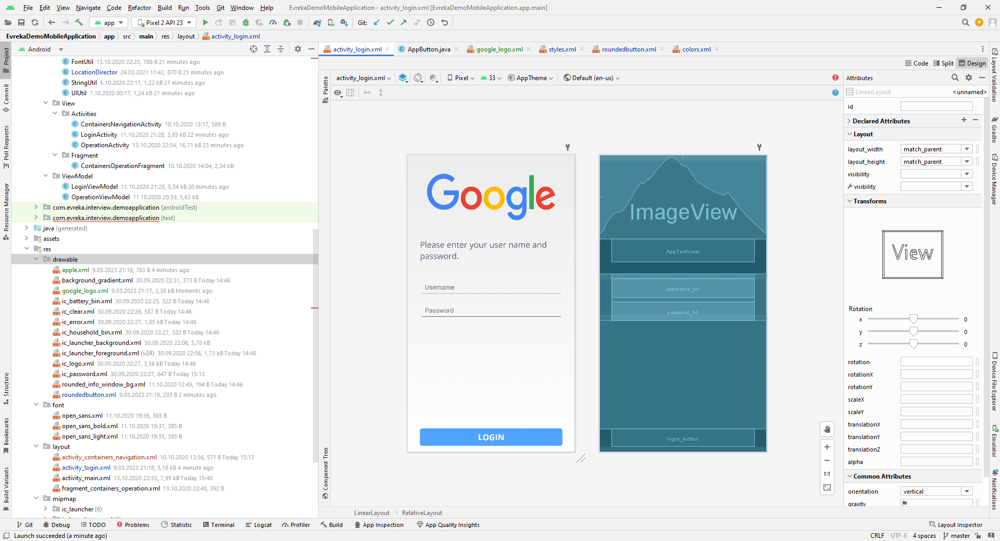 File Edit View Navigate Code Refactor Build Run Tools Git Window Help EvrekaDemoMobileApplication - activity_login.xml [EvrekaDemoMobileApplication.app.main]
app Pixel 2 API 23 Git:
EvrekaDemoMobileApplication app src main res layout activity_login.xml
Project
Commit
Pull Requests
Resource Manager
Structure
Bookmarks
Build Variants
Android
FontUtil 13.10.2020 22:25, 788 B 21 minutes ago
LocationDirector 24.03.2021 11:42, 870 B 21 minutes ago
StringUtil 6.10.2020 22:11, 1,22 kB 21 minutes ago
UIUtil 7.10.2020 00:17, 1,24 kB 21 minutes ago
View
Activities
ContainersNavigationActivity 10.10.2020 13:17, 589 B
LoginActivity 11.10.2020 21:28, 3,85 kB 22 minutes ago
OperationActivity 13.10.2020 22:54, 16,71 kB 23 minutes ago
Fragment
ContainersOperationFragment 10.10.2020 14:04, 2,34 kB
ViewModel
LoginViewModel 11.10.2020 21:28, 5,34 kB 20 minutes ago
OperationViewModel 11.10.2020 20:59, 5,63 kB
com.evreka.interview.demoapplication (androidTest)
com.evreka.interview.demoapplication (test)
java (generated)
assets
res
drawable
apple.xml 9.03.2023 21:16, 763 B 4 minutes ago
background_gradient.xml 30.09.2020 22:31, 373 B Today 14:46
google_logo.xml 9.03.2023 21:17, 2,38 kB Moments ago
ic_battery_bin.xml 30.09.2020 22:25, 322 B Today 14:46
ic_clear.xml 30.09.2020 22:26, 587 B Today 14:46
ic_error.xml 30.09.2020 22:27, 1,05 kB Today 14:46
ic_household_bin.xml 30.09.2020 22:27, 322 B Today 14:46
ic_launcher_background.xml 30.09.2020 22:06, 5,78 kB
ic_launcher_foreground.xml (v24) 30.09.2020 22:06, 1,73 kB Today 14:46
ic_logo.xml 30.09.2020 22:27, 3,56 kB Today 14:46
ic_password.xml 30.09.2020 22:27, 647 B Today 15:13
rounded_info_window_bg.xml 11.10.2020 12:49, 194 B Today 14:46
roundedbutton.xml 9.03.2023 21:19, 233 B 2 minutes ago
font
open_sans.xml 11.10.2020 19:36, 365 B
open_sans_bold.xml 11.10.2020 19:37, 385 B
open_sans_light.xml 11.10.2020 19:35, 385 B
layout
activity_containers_navigation.xml 10.10.2020 13:56, 571 B Today 15:13
activity_login.xml 9.03.2023 21:18, 3,18 kB A minute ago
activity_main.xml 13.10.2020 22:55, 7,95 kB Today 15:40
fragment_containers_operation.xml 13.10.2020 22:48, 392 B
mipmap
ic_launcher (6)
activity_login.xml AppButton.java google_logo.xml styles.xml roundedbutton.xml colors.xml
Code Split Design
Palette
Component Tree
activity_login.xml Pixel 33 AppTheme Default (en-us)
Google
Please enter your user name and
password.
Username
Password
LOGIN
ImageView
AppTextView
username_txt
password_txt
login_button
1:1
LinearLayout RelativeLayout
Attributes
LinearLayout <unnamed>
id
Declared Attributes
Layout
layout_width match_parent
layout_height match_parent
visibility
visibility
Transforms
View
Rotation
x 0
y 0
z 0
rotation
rotationX
rotationY
scaleX
scaleY
translationX
translationY
translationZ
alpha
Common Attributes
orientation vertical
gravity
Layout Validation
Gradle
Device Manager
Device File Explorer
Emulator
Notifications
Git Debug TODO Problems Statistic Terminal Logcat Profiler Build App Inspection App Quality Insights Layout Inspector
Launch succeeded (a minute ago) CRLF UTF-8 4 spaces master